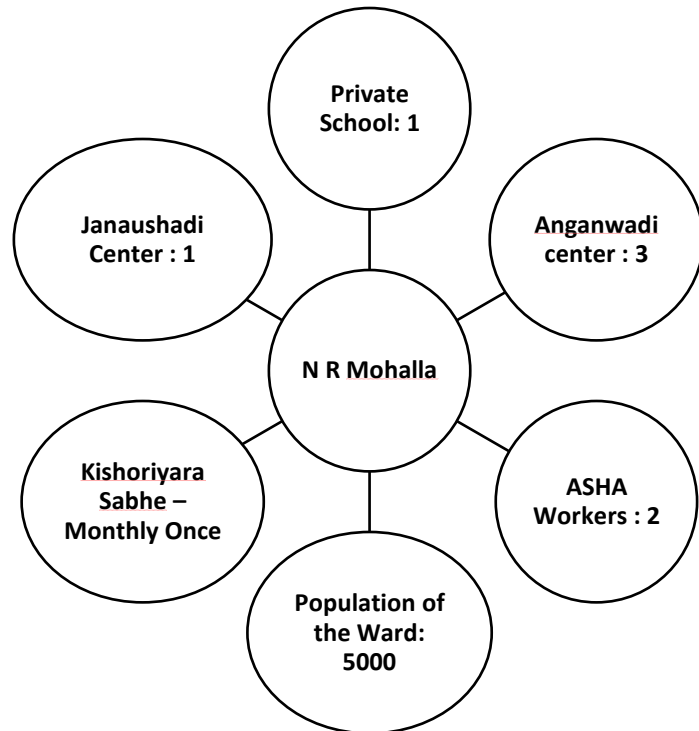 Private
School: 1
Janaushadi
Center : 1
Anganwadi
center : 3
N R Mohalla
Kishoriyara
Sabhe –
Monthly Once
ASHA
Workers : 2
Population of
the Ward:
5000